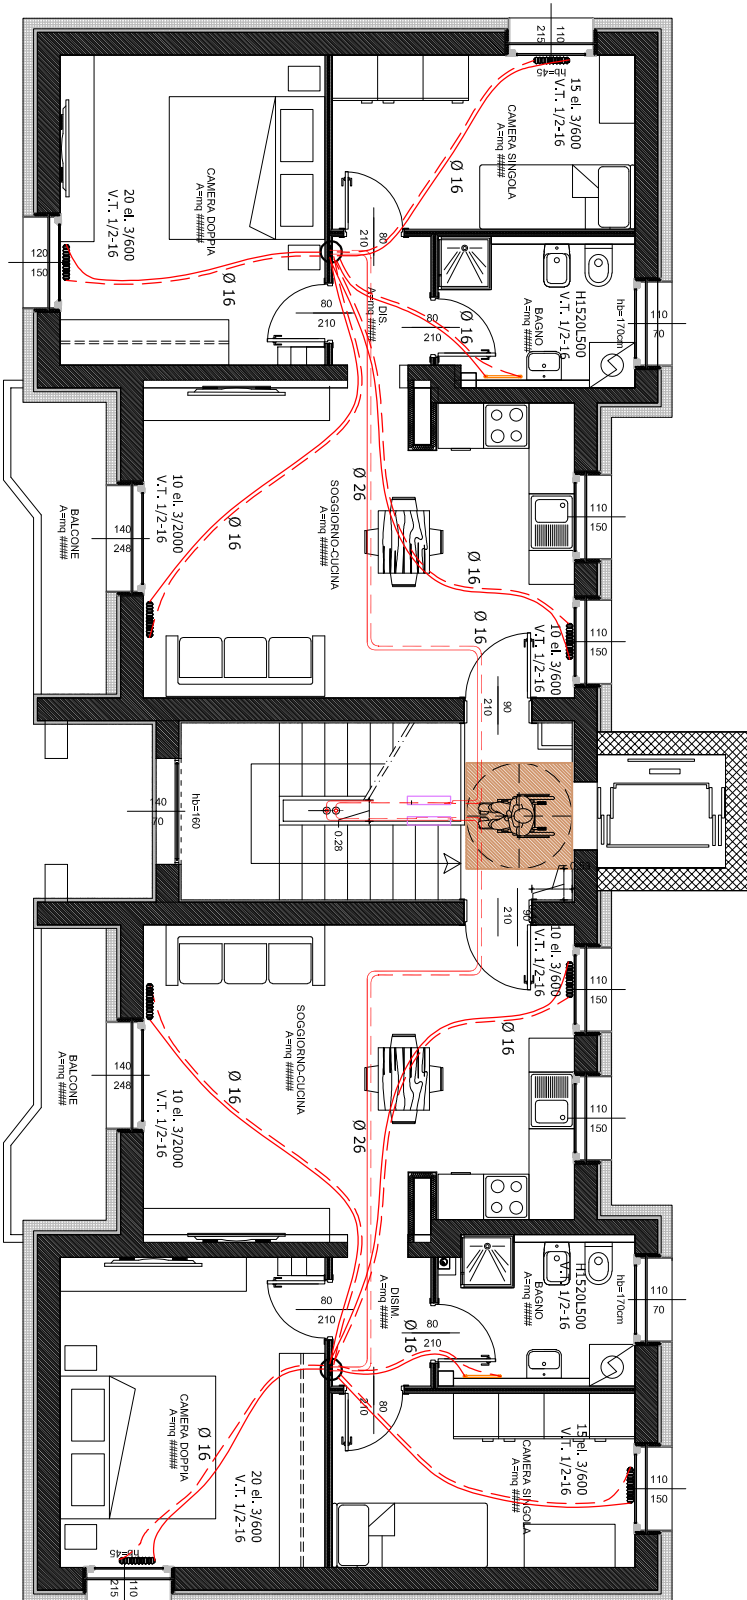 110
215
hb=45
15 el. 3/600
V.T. 1/2-16
CAMERA SINGOLA
A=mq ####
Ø 16
CAMERA DOPPIA
A=mq #####
20 el. 3/600
V.T. 1/2-16
120
150
Ø 16
80
210
80
210
DIS.
A=mq ####
80
210
Ø 16
H1520L500
V.T. 1/2-16
BAGNO
A=mq ####
hb=170cm
110
70
BALCONE
A=mq ####
140
248
10 el. 3/2000
V.T. 1/2-16
Ø 16
SOGGIORNO-CUCINA
A=mq #####
Ø 26
Ø 16
Ø 16
110
150
110
150
10 el. 3/600
V.T. 1/2-16
90
210
140
70
hb=160
0.28
90
210
10 el. 3/600
V.T. 1/2-16
110
150
Ø 16
110
150
SOGGIORNO-CUCINA
A=mq #####
Ø 16
Ø 26
10 el. 3/2000
V.T. 1/2-16
140
248
BALCONE
A=mq ####
H1520L500
V.T. 1/2-16
BAGNO
A=mq ####
hb=170cm
110
70
DISIM.
A=mq ####
80
210
80
210
Ø 16
80
210
CAMERA DOPPIA
A=mq #####
Ø 16
20 el. 3/600
V.T. 1/2-16
15 el. 3/600
V.T. 1/2-16
CAMERA SINGOLA
A=mq ####
110
150
hb=45
110
215